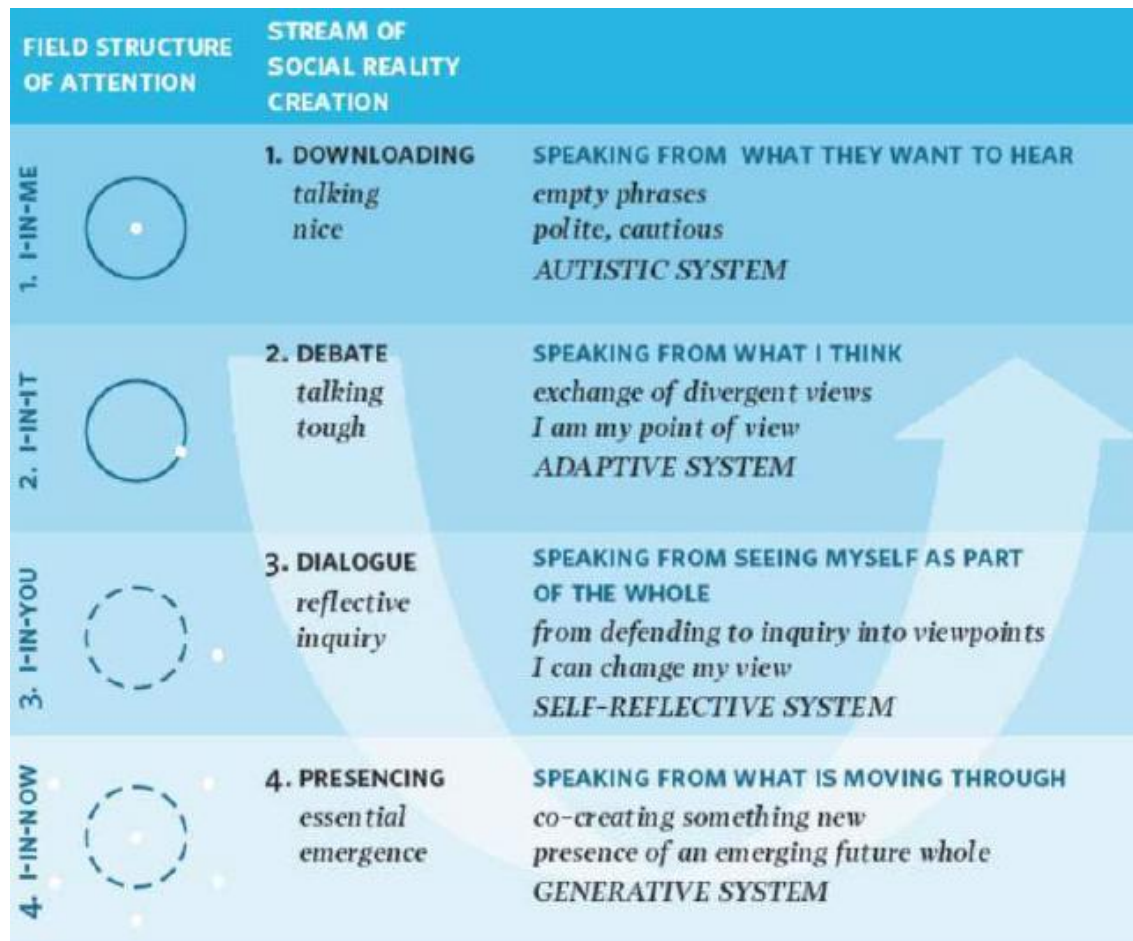 FIELD STRUCTURE
OF ATTENTION
STREAM OF
SOCIAL REALITY
CREATION
1. I-IN-ME
1. DOWNLOADING
talking
nice
SPEAKING FROM WHAT THEY WANT TO HEAR
empty phrases
polite, cautious
AUTISTIC SYSTEM
2. I-IN-IT
2. DEBATE
talking
tough
SPEAKING FROM WHAT I THINK
exchange of divergent views
I am my point of view
ADAPTIVE SYSTEM
3. I-IN-YOU
3. DIALOGUE
reflective
inquiry
SPEAKING FROM SEEING MYSELF AS PART
OF THE WHOLE
from defending to inquiry into viewpoints
I can change my view
SELF-REFLECTIVE SYSTEM
4. I-IN-NOW
4. PRESENCING
essential
emergence
SPEAKING FROM WHAT IS MOVING THROUGH
co-creating something new
presence of an emerging future whole
GENERATIVE SYSTEM